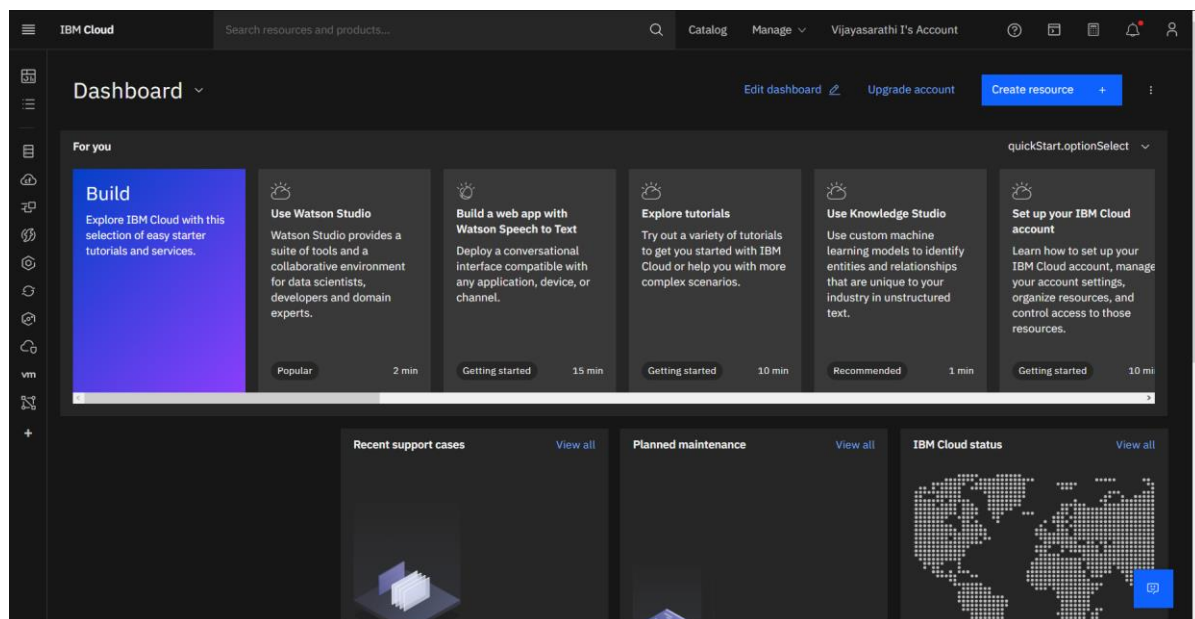 IBM Cloud
Search resources and products...
Catalog
Manage
Vijayasarathi I's Account
Dashboard
Edit dashboard
Upgrade account
Create resource +
For you
quickStart.optionSelect
Build
Explore IBM Cloud with this
selection of easy starter
tutorials and services.
Use Watson Studio
Watson Studio provides a
suite of tools and a
collaborative environment
for data scientists,
developers and domain
experts.
Popular
2 min
Build a web app with
Watson Speech to Text
Deploy a conversational
interface compatible with
any application, device, or
channel.
Getting started
15 min
Explore tutorials
Try out a variety of tutorials
to get you started with IBM
Cloud or help you with more
complex scenarios.
Getting started
10 min
Use Knowledge Studio
Use custom machine
learning models to identify
entities and relationships
that are unique to your
industry in unstructured
text.
Recommended
1 min
Set up your IBM Cloud
account
Learn how to set up your
IBM Cloud account, manage
your account settings,
organize resources, and
control access to those
resources.
Getting started
10 mi
vm
Recent support cases
View all
Planned maintenance
View all
IBM Cloud status
View all